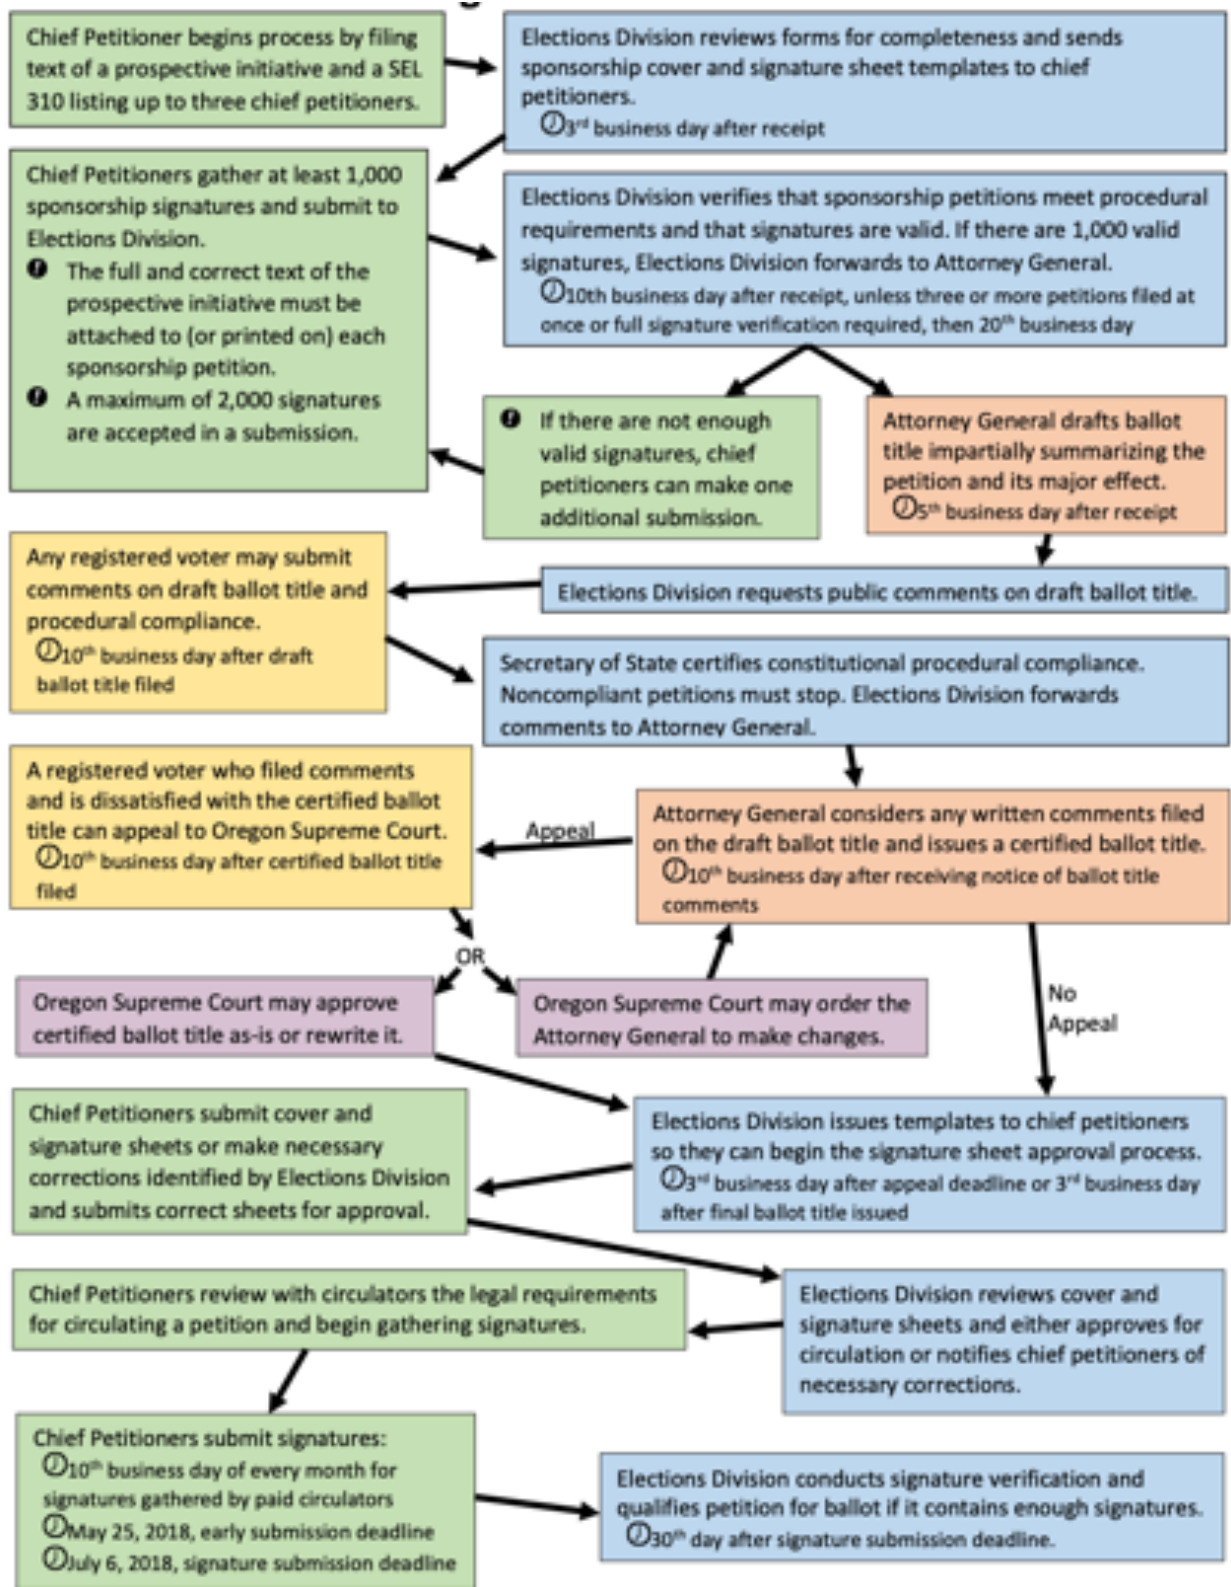 Chief Petitioner begins process by filing
text of a prospective initiative and a SEL
310 listing up to three chief petitioners.
Elections Division reviews forms for completeness and sends
sponsorship cover and signature sheet templates to chief
petitioners.
3rd business day after receipt
Chief Petitioners gather at least 1,000
sponsorship signatures and submit to
Elections Division.
The full and correct text of the
prospective initiative must be
attached to (or printed on) each
sponsorship petition.
A maximum of 2,000 signatures
are accepted in a submission.
Elections Division verifies that sponsorship petitions meet procedural
requirements and that signatures are valid. If there are 1,000 valid
signatures, Elections Division forwards to Attorney General.
10th business day after receipt, unless three or more petitions filed at
once or full signature verification required, then 20th business day
If there are not enough
valid signatures, chief
petitioners can make one
additional submission.
Attorney General drafts ballot
title impartially summarizing the
petition and its major effect.
5th business day after receipt
Elections Division requests public comments on draft ballot title.
Any registered voter may submit
comments on draft ballot title and
procedural compliance.
10th business day after draft
ballot title filed
Secretary of State certifies constitutional procedural compliance.
Noncompliant petitions must stop. Elections Division forwards
comments to Attorney General.
Attorney General considers any written comments filed
on the draft ballot title and issues a certified ballot title.
10th business day after receiving notice of ballot title
comments
Appeal
A registered voter who filed comments
and is dissatisfied with the certified ballot
title can appeal to Oregon Supreme Court.
10th business day after certified ballot title
filed
OR
Oregon Supreme Court may approve
certified ballot title as-is or rewrite it.
Oregon Supreme Court may order the
Attorney General to make changes.
No
Appeal
Elections Division issues templates to chief petitioners
so they can begin the signature sheet approval process.
3rd business day after appeal deadline or 3rd business day
after final ballot title issued
Chief Petitioners submit cover and
signature sheets or make necessary
corrections identified by Elections Division
and submits correct sheets for approval.
Elections Division reviews cover and
signature sheets and either approves for
circulation or notifies chief petitioners of
necessary corrections.
Chief Petitioners review with circulators the legal requirements
for circulating a petition and begin gathering signatures.
Chief Petitioners submit signatures:
10th business day of every month for
signatures gathered by paid circulators
May 25, 2018, early submission deadline
July 6, 2018, signature submission deadline
Elections Division conducts signature verification and
qualifies petition for ballot if it contains enough signatures.
30th day after signature submission deadline.